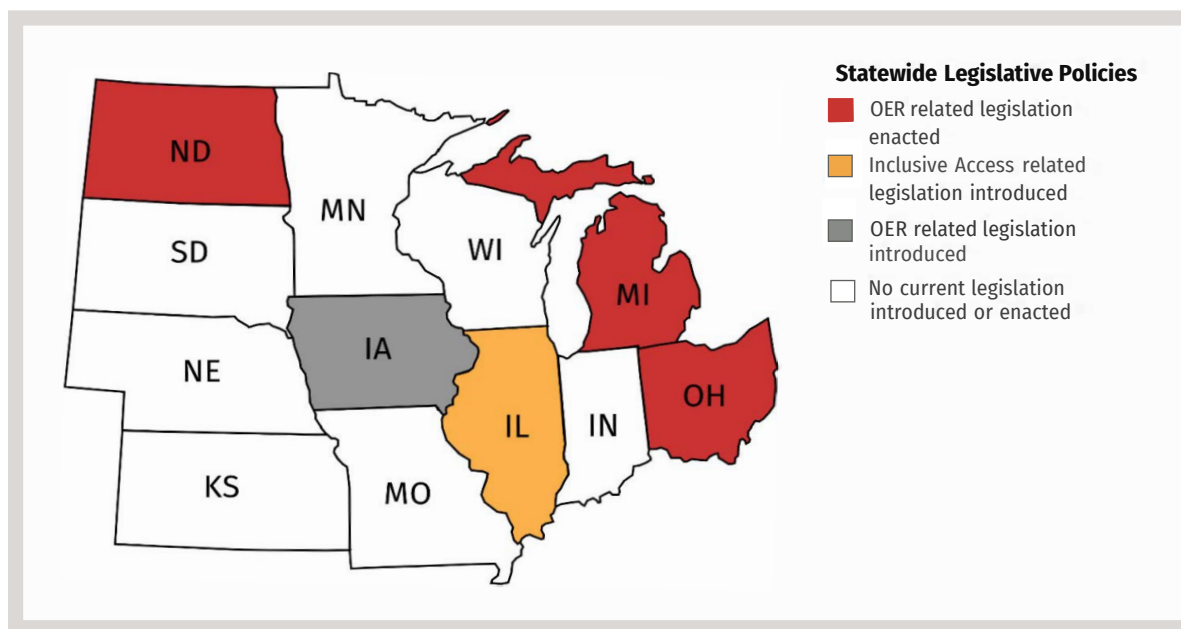 Statewide Legislative Policies
OER related legislation
enacted
Inclusive Access related
legislation introduced
OER related legislation
introduced
No current legislation
introduced or enacted
ND
MN
SD
WI
MI
IA
NE
OH
IL
IN
KS
MO